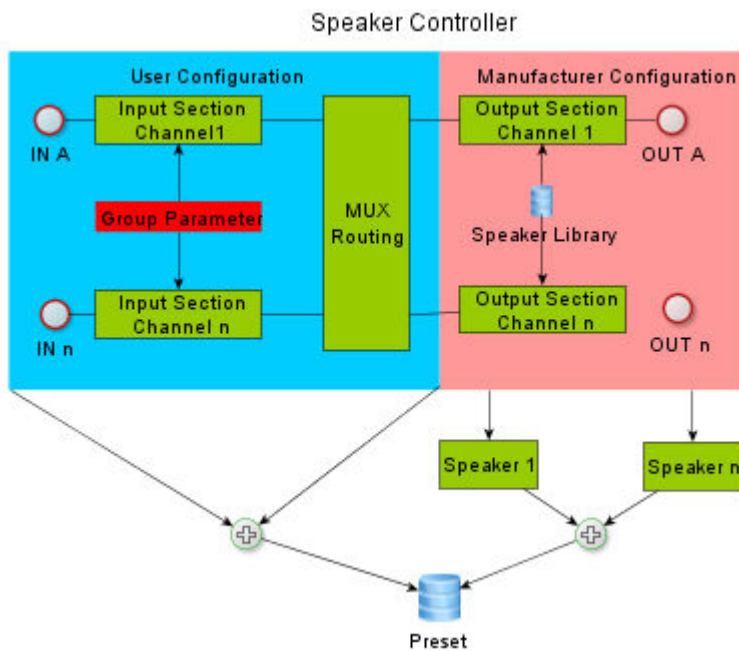 Speaker Controller
User Configuration
Manufacturer Configuration
Input Section
Channel1
Output Section
Channel 1
IN A
OUT A
Group Parameter
MUX
Routing
Speaker Library
Input Section
Channel n
Output Section
Channel n
IN n
OUT n
Speaker 1
Speaker n
Preset